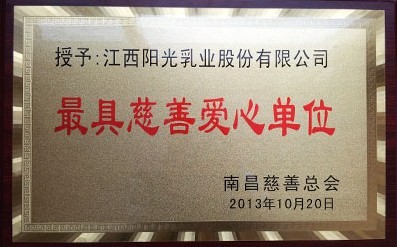 授予:江西阳光乳业股份有限公司
最具慈善爱心单位
南昌慈善总会
2013年10月20日